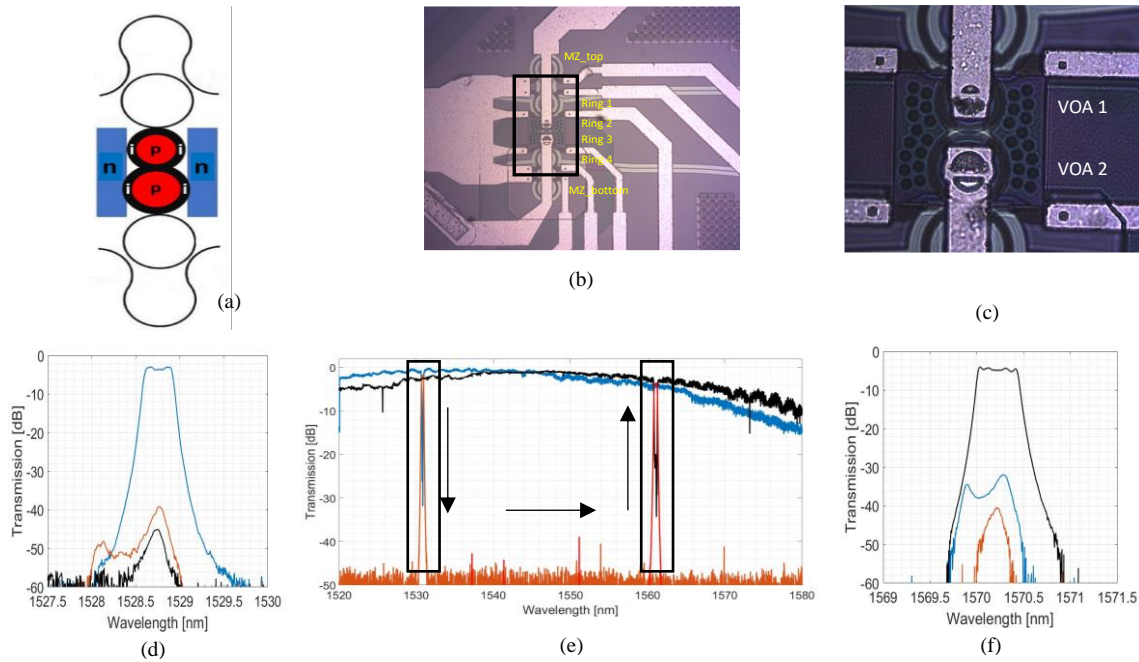 i p i
n n
i p i
(a)
MZ_top
Ring 1
Ring 2
Ring 3
Ring 4
MZ_bottom
(b)
VOA 1
VOA 2
(c)
0
-10
-20
-30
-40
-50
-60
Transmission [dB]
1527.5 1528 1528.5 1529 1529.5 1530
Wavelength [nm]
(d)
0
-10
-20
-30
-40
-50
Transmission [dB]
1520 1530 1540 1550 1560 1570 1580
Wavelength [nm]
(e)
0
-10
-20
-30
-40
-50
-60
Transmission [dB]
1569 1569.5 1570 1570.5 1571 1571.5
Wavelength [nm]
(f)